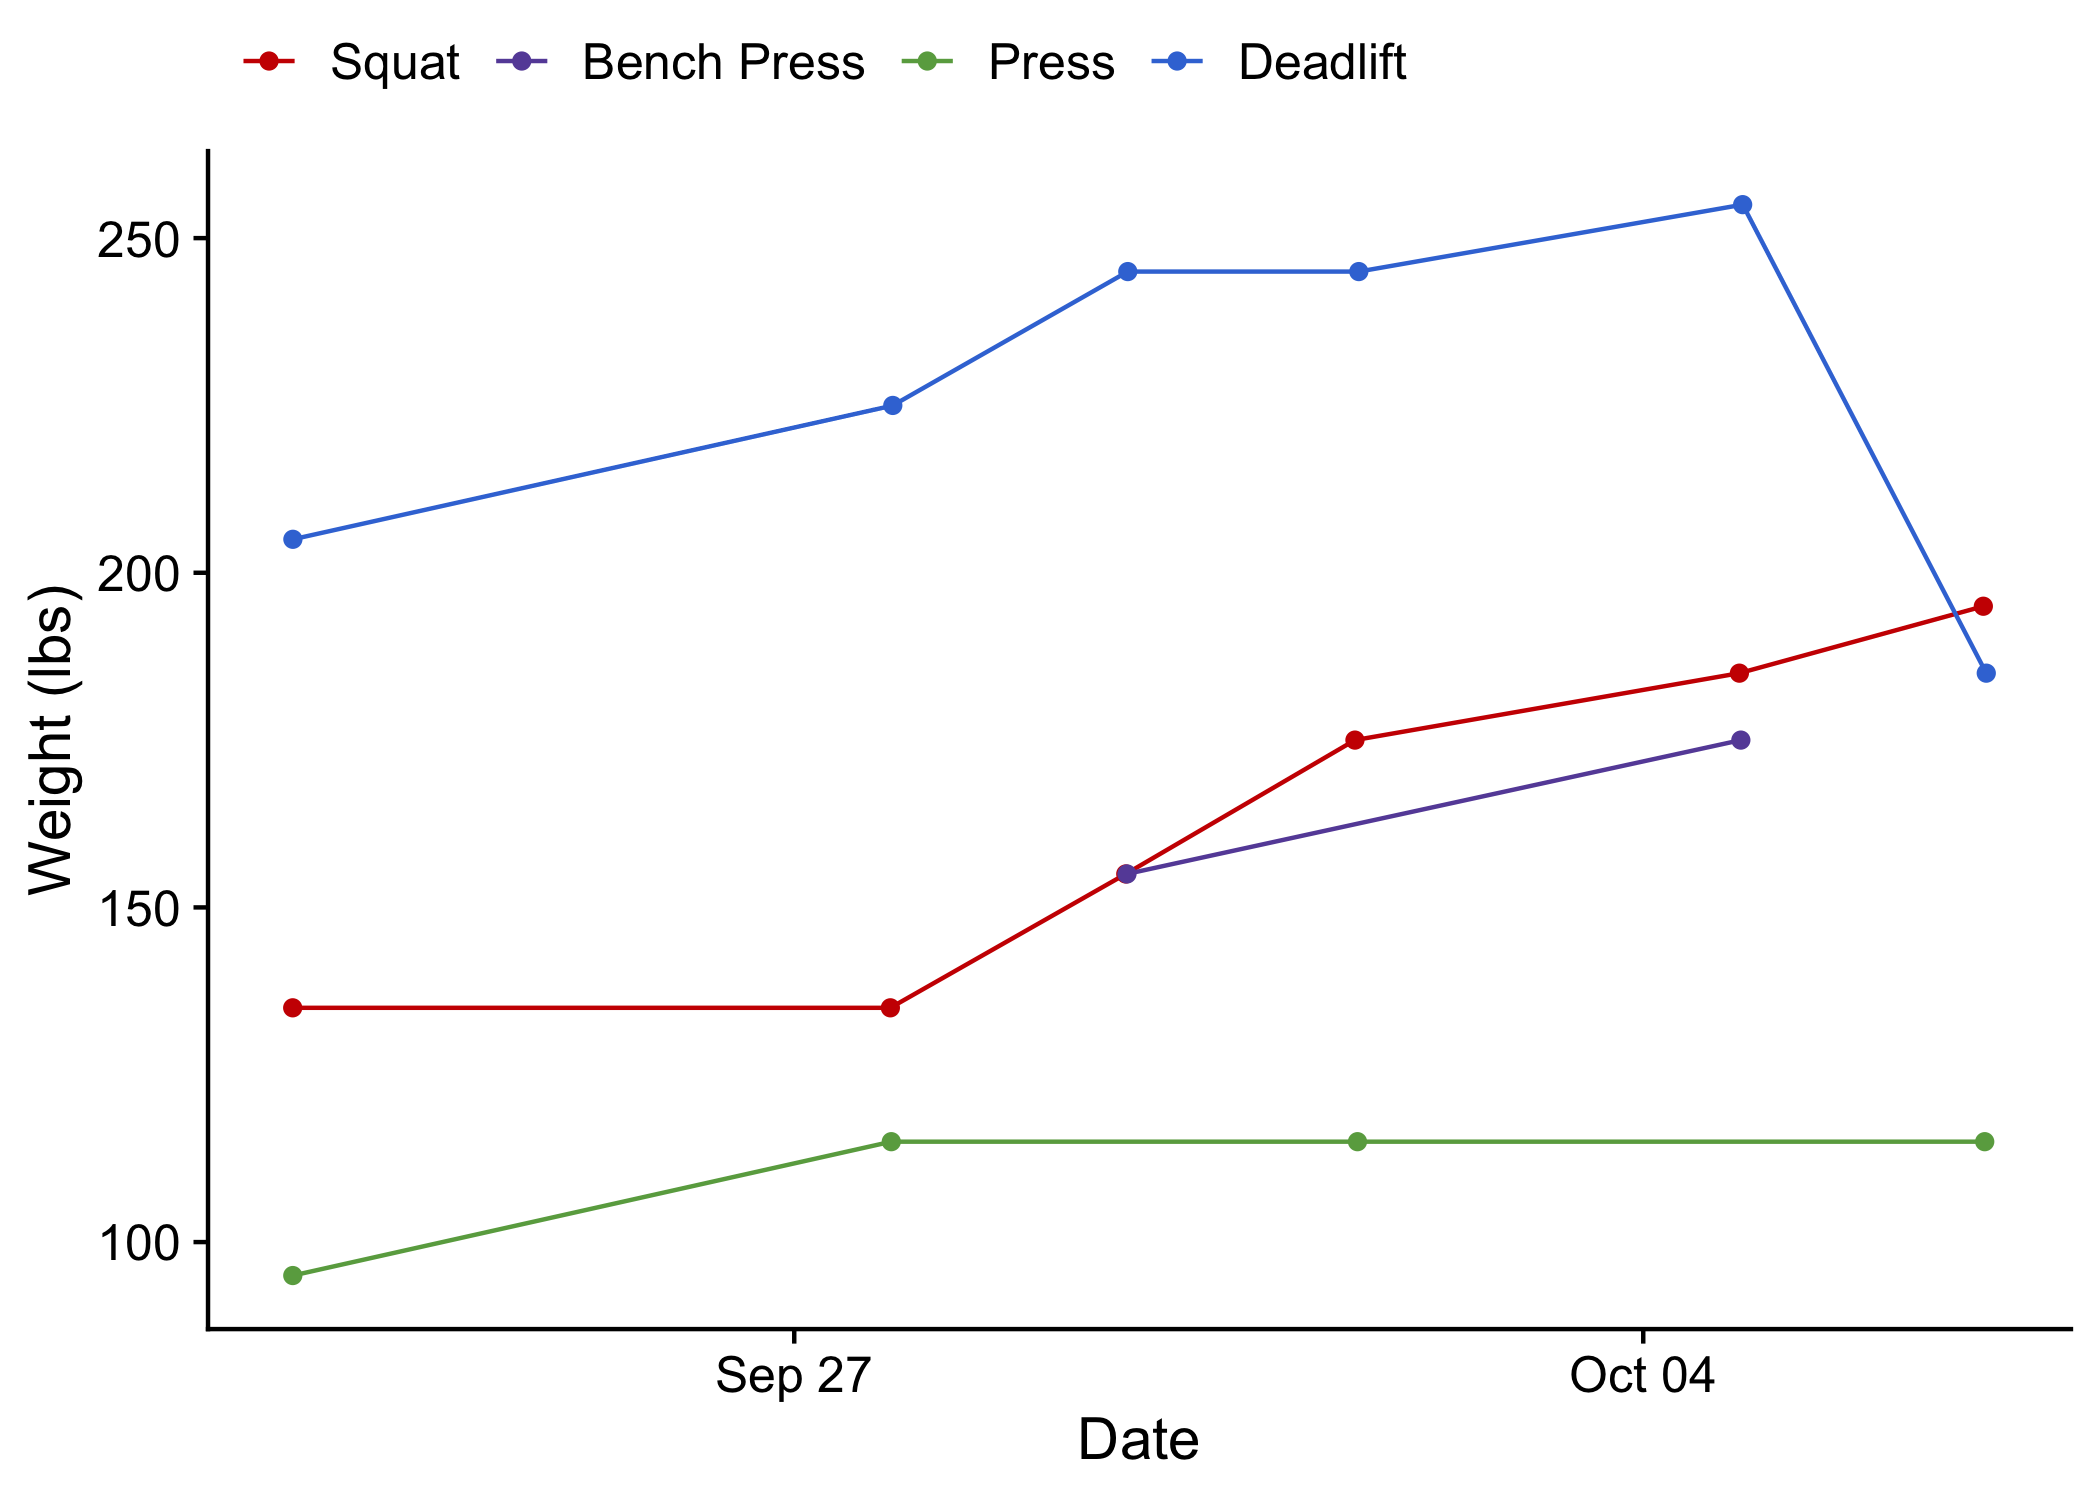 Squat Bench Press Press Deadlift
250
200
150
100
Weight (lbs)
Sep 27 Oct 04
Date